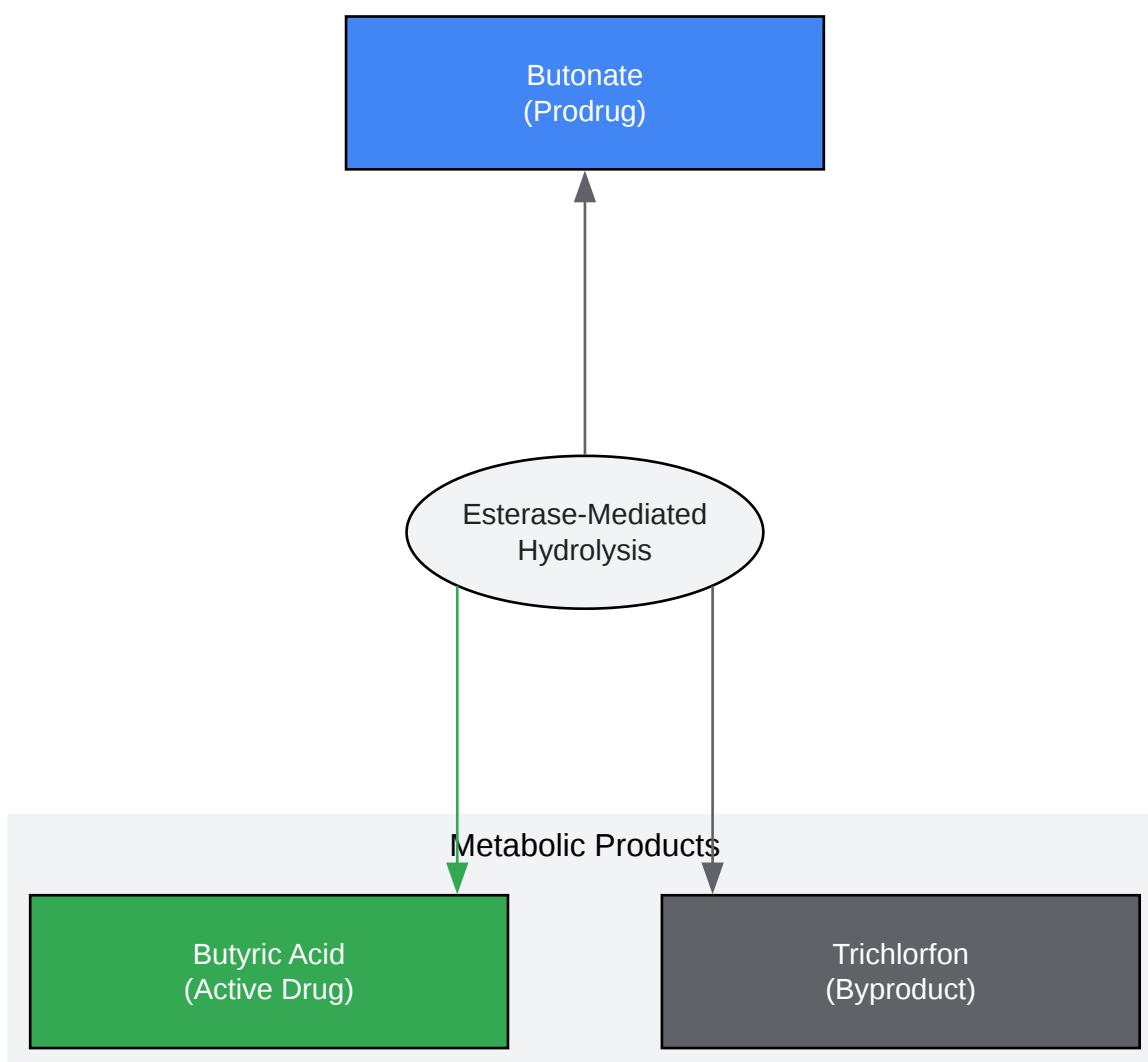 Butonate
(Prodrug)
Esterase-Mediated
Hydrolysis
Metabolic Products
Butyric Acid
(Active Drug)
Trichlorfon
(Byproduct)